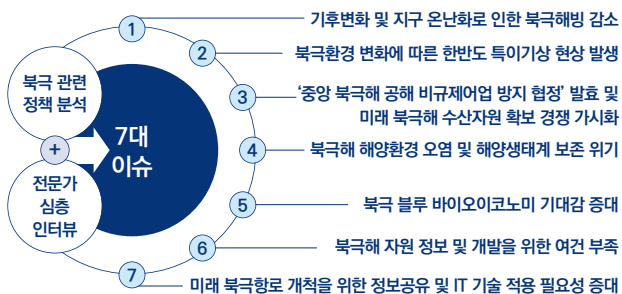 북극 관련
정책 분석
+
전문가
심층
인터뷰
7대
이슈
1 기후변화 및 지구 온난화로 인한 북극해빙 감소
2 북극환경 변화에 따른 한반도 특이기상 현상 발생
3 ‘중앙 북극해 공해 비규제어업 방지 협정’ 발효 및
미래 북극해 수산자원 확보 경쟁 가시화
4 북극해 해양환경 오염 및 해양생태계 보존 위기
5 북극 블루 바이오이코노미 기대감 증대
6 북극해 자원 정보 및 개발을 위한 여건 부족
7 미래 북극항로 개척을 위한 정보공유 및 IT 기술 적용 필요성 증대